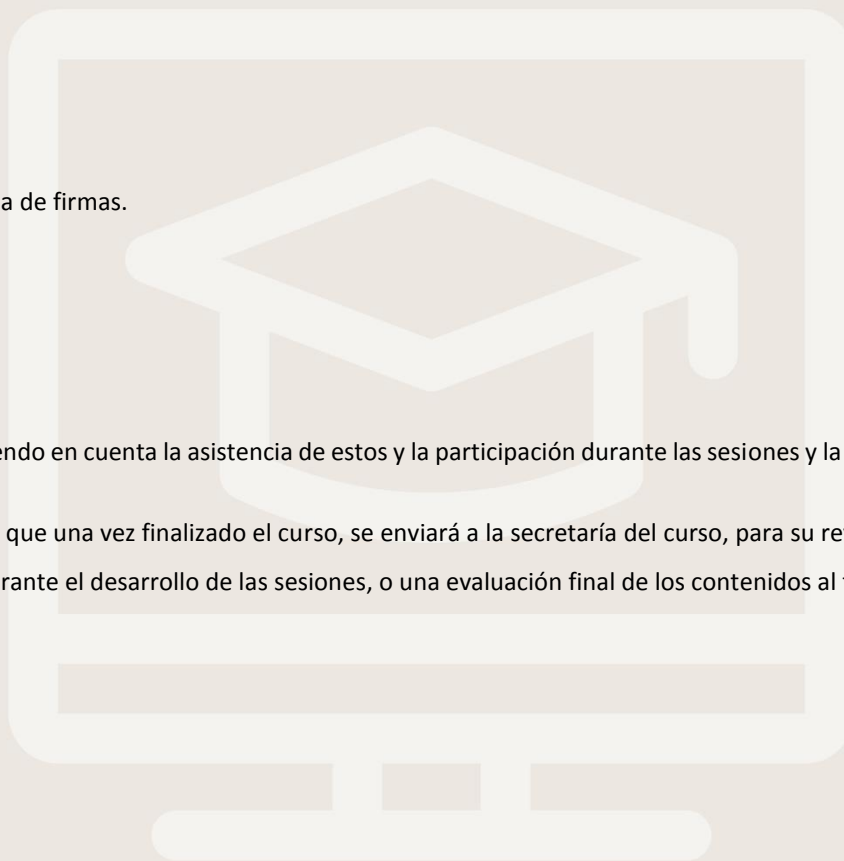 a de firmas.
endo en cuenta la asistencia de estos y la participación durante las sesiones y la
que una vez finalizado el curso, se enviará a la secretaría del curso, para su re
rante el desarrollo de las sesiones, o una evaluación final de los contenidos al